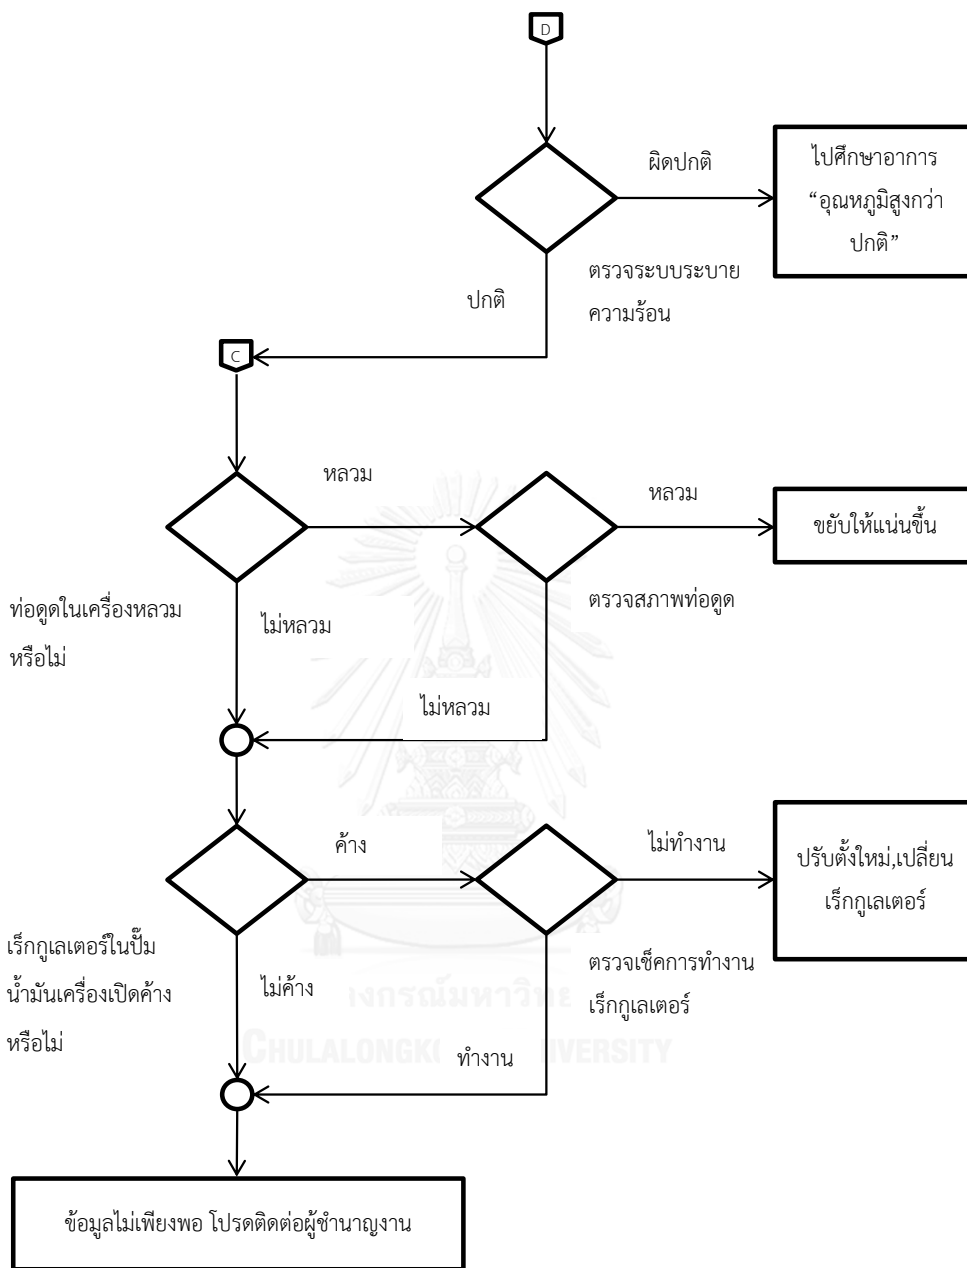 D
ผิดปกติ
ไปศึกษาอาการ
“อุณหภูมิสูงกว่า
ปกติ”
ตรวจระบบระบาย
ความร้อน
ปกติ
C
หลวม
หลวม
ขยับให้แน่นขึ้น
ท่อดูดในเครื่องหลวม
หรือไม่
ไม่หลวม
ตรวจสภาพท่อดูด
ไม่หลวม
ค้าง
ไม่ทำงาน
ปรับตั้งใหม่,เปลี่ยน
เร็กกูเลเตอร์
เร็กกูเลเตอร์ในปั๊ม
น้ำมันเครื่องเปิดค้าง
หรือไม่
ไม่ค้าง
ตรวจเช็คการทำงาน
เร็กกูเลเตอร์
ทำงาน
งกรณ์มหาวิทย
CHULALONGK VERSITY
ข้อมูลไม่เพียงพอ โปรดติดต่อผู้ชำนาญงาน